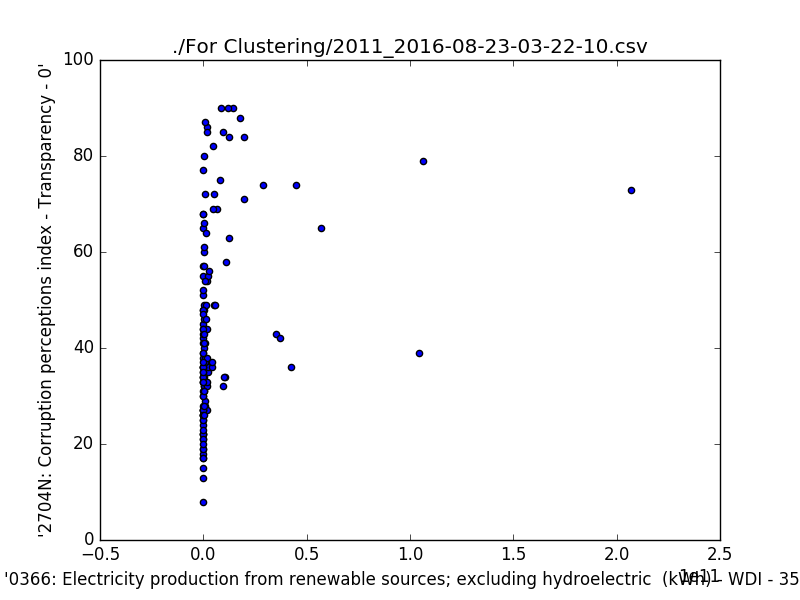 ./For Clustering/2011_2016-08-23-03-22-10.csv
100
80
60
40
20
0
'2704N: Corruption perceptions index - Transparency - 0'
−0.5 0.0 0.5 1.0 1.5 2.0 2.5
1e11
'0366: Electricity production from renewable sources; excluding hydroelectric (kWh) - WDI - 35